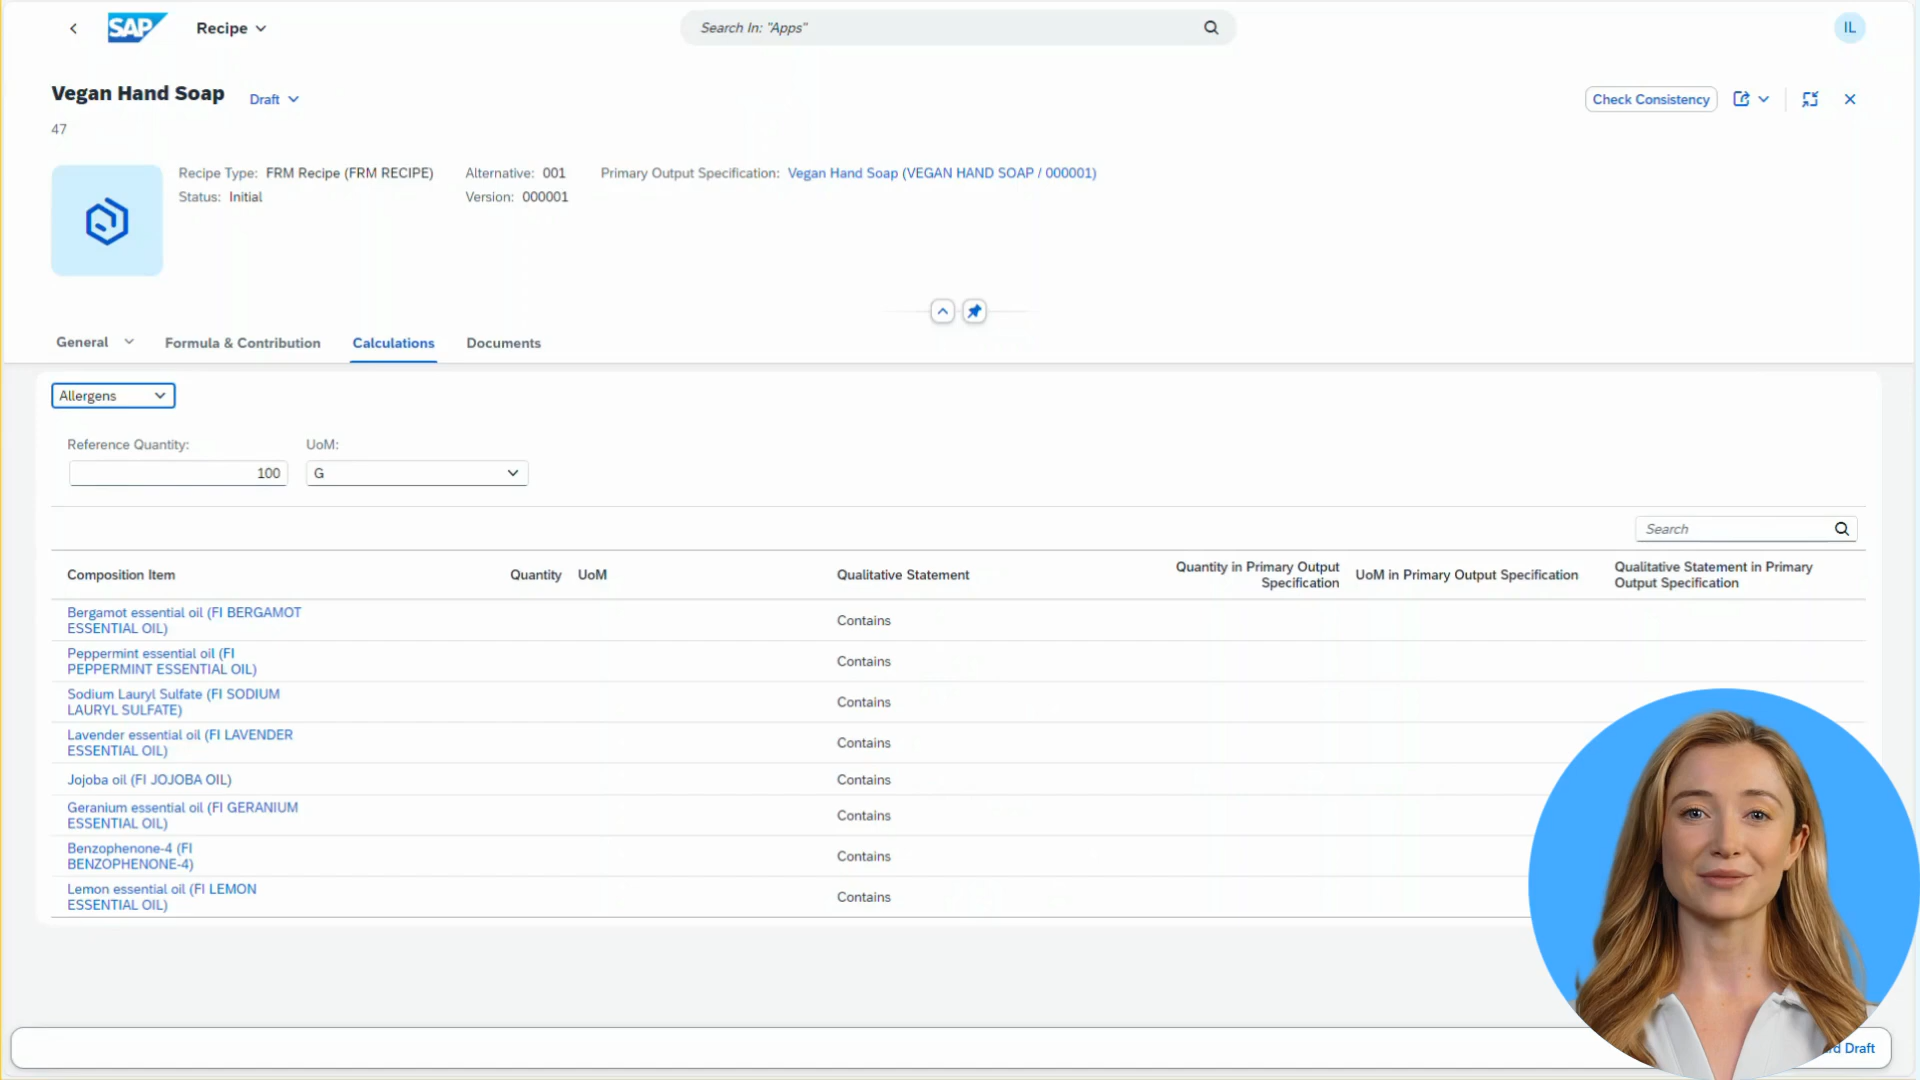 SAP
Recipe
Search In: "Apps"
IL
Vegan Hand Soap
Draft
Check Consistency
47
Recipe Type: FRM Recipe (FRM RECIPE)
Alternative: 001
Primary Output Specification: Vegan Hand Soap (VEGAN HAND SOAP / 000001)
Status: Initial
Version: 000001
General
Formula & Contribution
Calculations
Documents
Allergens
Reference Quantity:
UoM:
100
G
Search
Composition Item
Quantity
UoM
Qualitative Statement
Quantity in Primary Output
Specification
UoM in Primary Output Specification
Qualitative Statement in Primary
Output Specification
Bergamot essential oil (FI BERGAMOT
ESSENTIAL OIL)
Contains
Peppermint essential oil (FI
PEPPERMINT ESSENTIAL OIL)
Contains
Sodium Lauryl Sulfate (FI SODIUM
LAURYL SULFATE)
Contains
Lavender essential oil (FI LAVENDER
ESSENTIAL OIL)
Contains
Jojoba oil (FI JOJOBA OIL)
Contains
Geranium essential oil (FI GERANIUM
ESSENTIAL OIL)
Contains
Benzophenone-4 (FI
BENZOPHENONE-4)
Contains
Lemon essential oil (FI LEMON
ESSENTIAL OIL)
Contains
Draft